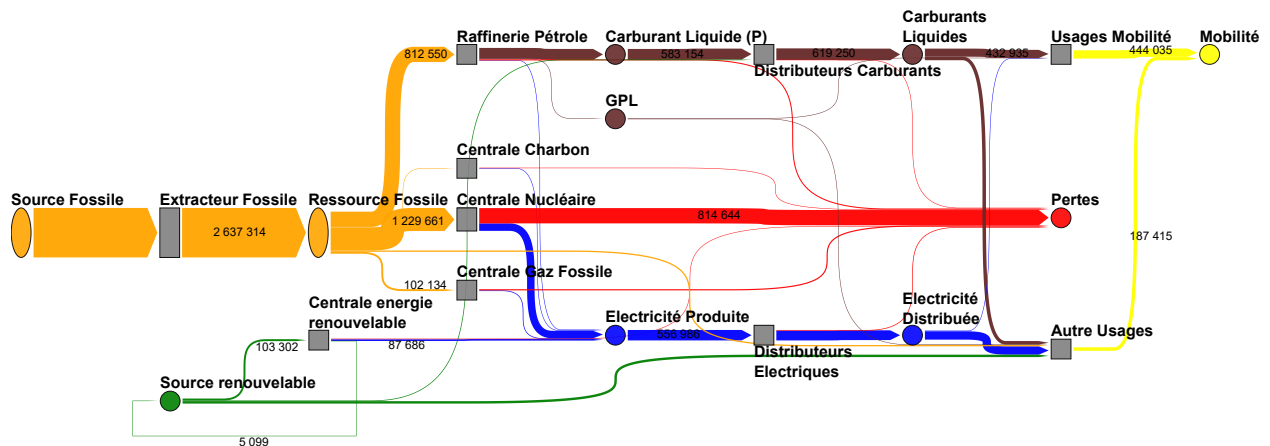 Raffinerie Pétrole
Carburant Liquide (P)
Carburants
Liquides
Usages Mobilité
Mobilité
812 550
583 154
619 250
432 935
444 035
Distributeurs Carburants
GPL
Centrale Charbon
Source Fossile
Extracteur Fossile
Ressource Fossile
Centrale Nucléaire
Pertes
2 637 314
1 229 661
814 644
187 415
Centrale Gaz Fossile
102 134
Centrale energie
renouvelable
Electricité Produite
Electricité
Distribuée
Autre Usages
103 302
87 686
556 986
Distributeurs
Electriques
Source renouvelable
5 099